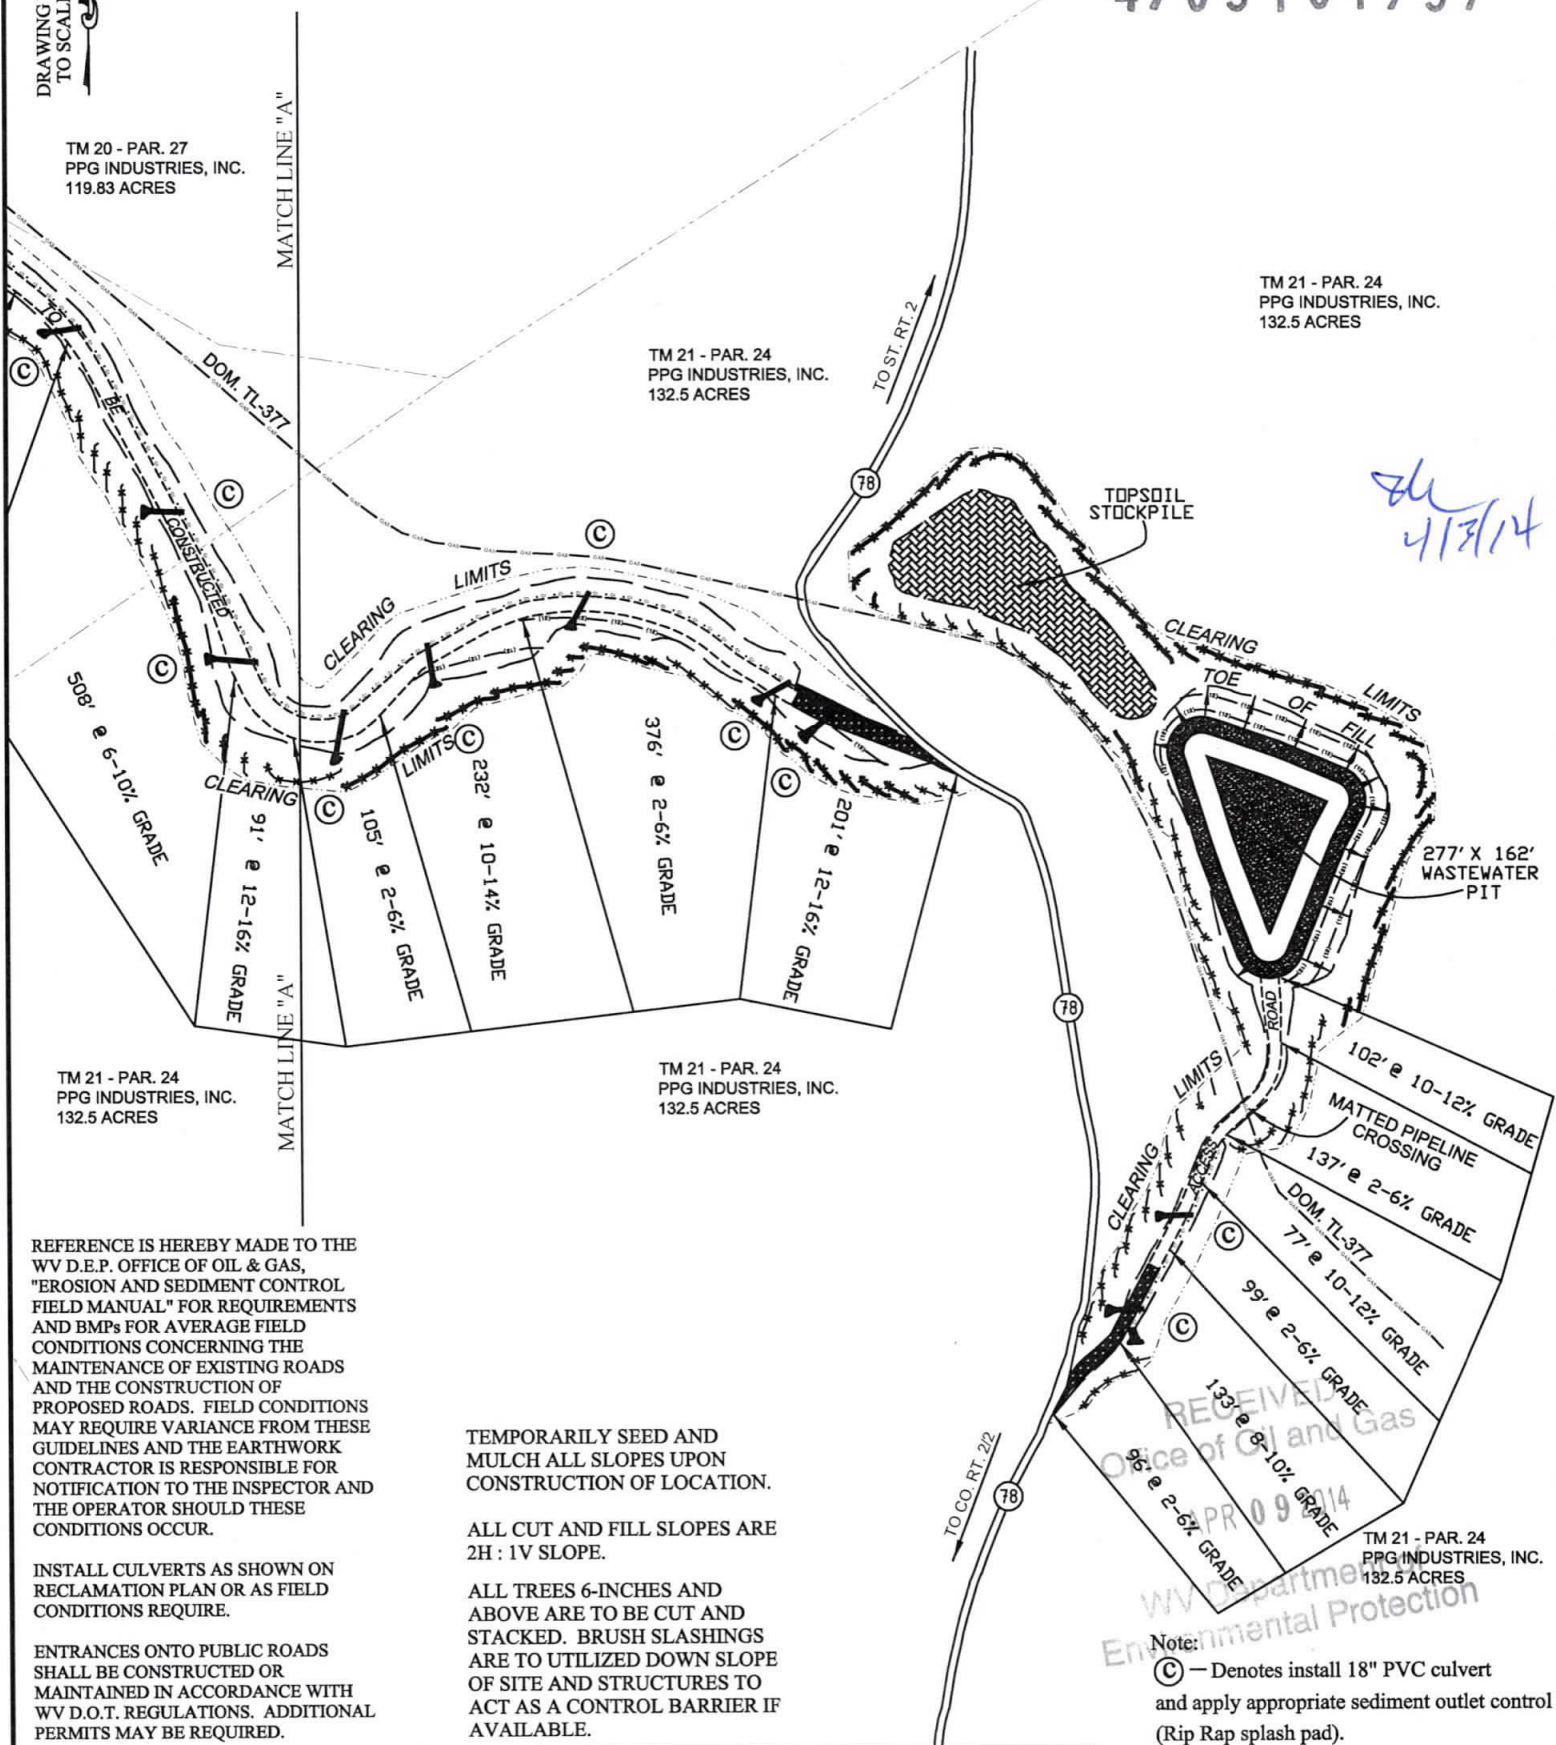 DRAWING
TO SCALE
TM 20 - PAR. 27
PPG INDUSTRIES, INC.
119.83 ACRES
MATCH LINE "A"
DOM. TL-377
TO BE CONSTRUCTED
TM 21 - PAR. 24
PPG INDUSTRIES, INC.
132.5 ACRES
TO ST. RT. 2
78
TM 21 - PAR. 24
PPG INDUSTRIES, INC.
132.5 ACRES
4/3/14
TOPSOIL
STOCKPILE
C
C
C
C
C
C
C
C
CLEARING LIMITS
CLEARING LIMITS
CLEARING LIMITS
TOE OF FILL
277' X 162'
WASTEWATER
PIT
508' @ 6-10% GRADE
91' @ 12-16% GRADE
105' @ 2-6% GRADE
232' @ 10-14% GRADE
376' @ 2-6% GRADE
201' @ 12-16% GRADE
MATCH LINE "A"
78
TM 21 - PAR. 24
PPG INDUSTRIES, INC.
132.5 ACRES
TM 21 - PAR. 24
PPG INDUSTRIES, INC.
132.5 ACRES
ACCESS ROAD
CLEARING LIMITS
102' @ 10-12% GRADE
MATTED PIPELINE
CROSSING
137' @ 2-6% GRADE
DOM. TL-377
77' @ 10-12% GRADE
99' @ 2-6% GRADE
133' @ 8-10% GRADE
96' @ 2-6% GRADE
C
C
TO CO. RT. 2/2
78
RECEIVED
Office of Oil and Gas
APR 09 2014
WV Department of
Environmental Protection
TM 21 - PAR. 24
PPG INDUSTRIES, INC.
132.5 ACRES
REFERENCE IS HEREBY MADE TO THE
WV D.E.P. OFFICE OF OIL & GAS,
"EROSION AND SEDIMENT CONTROL
FIELD MANUAL" FOR REQUIREMENTS
AND BMPs FOR AVERAGE FIELD
CONDITIONS CONCERNING THE
MAINTENANCE OF EXISTING ROADS
AND THE CONSTRUCTION OF
PROPOSED ROADS. FIELD CONDITIONS
MAY REQUIRE VARIANCE FROM THESE
GUIDELINES AND THE EARTHWORK
CONTRACTOR IS RESPONSIBLE FOR
NOTIFICATION TO THE INSPECTOR AND
THE OPERATOR SHOULD THESE
CONDITIONS OCCUR.
INSTALL CULVERTS AS SHOWN ON
RECLAMATION PLAN OR AS FIELD
CONDITIONS REQUIRE.
ENTRANCES ONTO PUBLIC ROADS
SHALL BE CONSTRUCTED OR
MAINTAINED IN ACCORDANCE WITH
WV D.O.T. REGULATIONS. ADDITIONAL
PERMITS MAY BE REQUIRED.
TEMPORARILY SEED AND
MULCH ALL SLOPES UPON
CONSTRUCTION OF LOCATION.
ALL CUT AND FILL SLOPES ARE
2H : 1V SLOPE.
ALL TREES 6-INCHES AND
ABOVE ARE TO BE CUT AND
STACKED. BRUSH SLASHINGS
ARE TO UTILIZED DOWN SLOPE
OF SITE AND STRUCTURES TO
ACT AS A CONTROL BARRIER IF
AVAILABLE.
Note:
C — Denotes install 18" PVC culvert
and apply appropriate sediment outlet control
(Rip Rap splash pad).